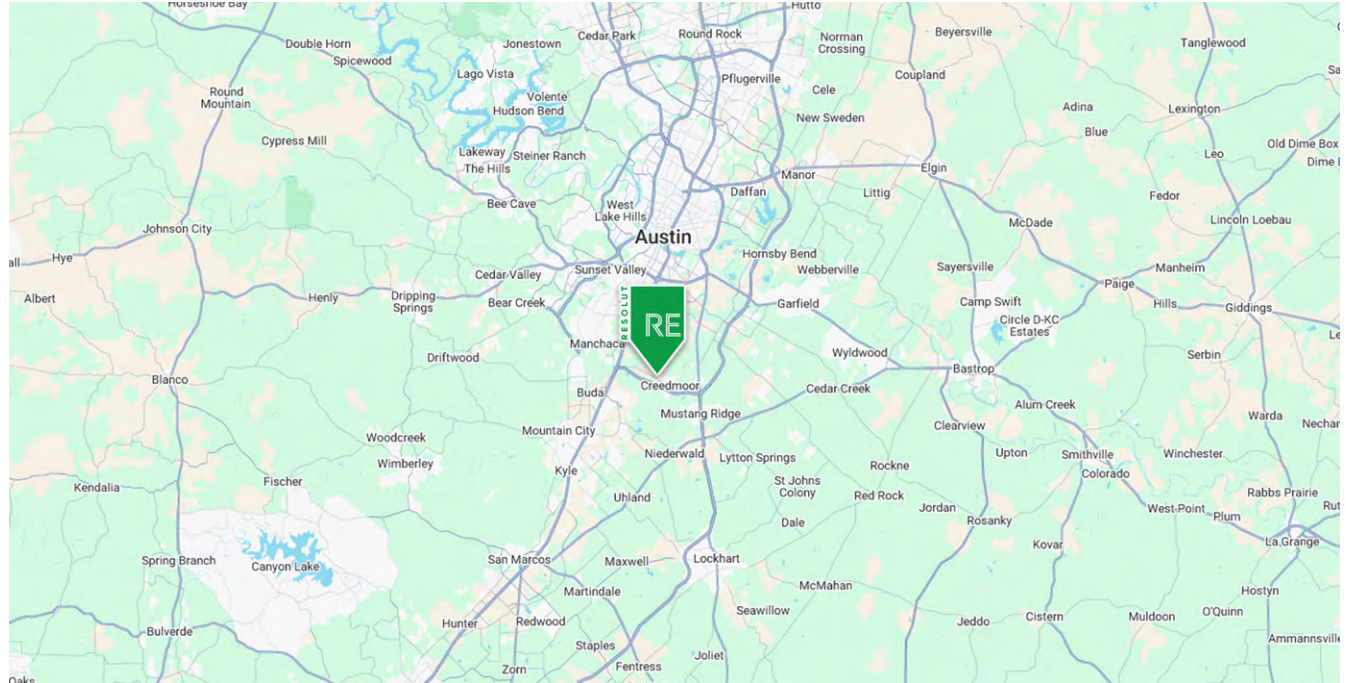 Horseshoe Bay
Hutto
Double Horn
Jonestown
Cedar Park
Round Rock
Norman
Crossing
Beyersville
Tanglewood
Spicewood
Lago Vista
Pflugerville
Coupland
Round
Mountain
Volente
Hudson Bend
Cele
New Sweden
Adina
Lexington
Cypress Mill
Blue
Old Dime Box
Lakeway
Steiner Ranch
The Hills
Leo
Dime
Manor
Elgin
Daffan
Littig
Fedor
Bee Cave
West
Lake Hills
McDade
Lincoln
Loebau
Johnson City
Austin
Hye
Hornsby Bend
Webberville
Sayersville
Manheim
Cedar Valley
Sunset Valley
Paige
Albert
Henly
Dripping
Springs
Bear Creek
Garfield
Camp Swift
Hills
Giddings
Circle D-KC
Estates
RESOLUT
RE
Manchaca
Driftwood
Wyldwood
Serbin
Blanco
Creedmoor
Bastrop
Buda
Cedar Creek
Mustang Ridge
Alum Creek
Warda
Mountain City
Clearview
Woodcreek
Niederwald
Lytton Springs
Upton
Smithville
Winchester
Wimberley
Kyle
Rockne
Colorado
Kendalia
Fischer
St Johns
Colony
Red Rock
Rabbs Prairie
Uhland
Jordan
West Point
Plum
Dale
Rosanky
La Grange
Kovar
Spring Branch
Canyon Lake
San Marcos
Maxwell
Lockhart
McMahan
Martindale
Hostyn
Seawillow
Hunter
Redwood
Jeddo
Cistern
Muldoon
O'Quinn
Bulverde
Staples
Joliet
Ammannsville
Zorn
Fentress